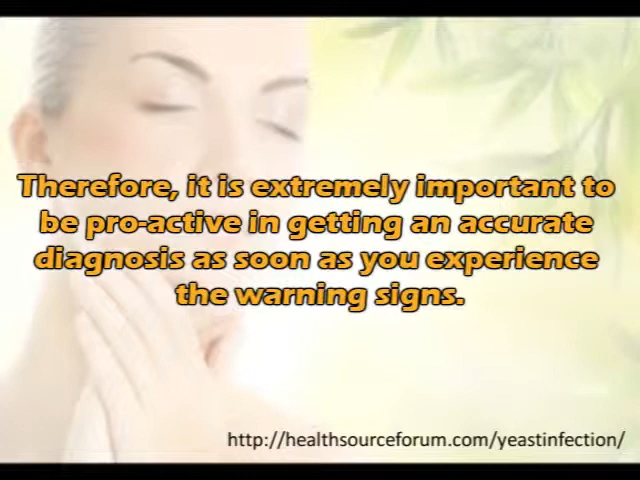 Therefore, it is extremely important to
be pro-active in getting an accurate
diagnosis as soon as you experience
the warning signs.
http://healthsourceforum.com/yeastinfection/